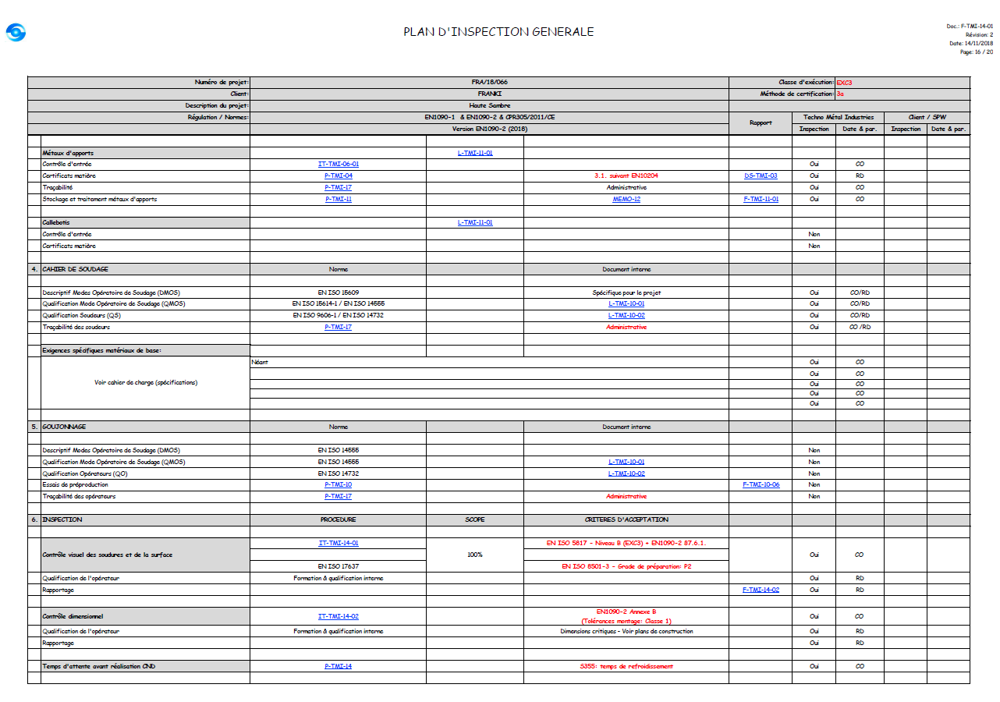 PLAN D'INSPECTION GENERALE
Doc.: F-TMI-14-01
Révision: 2
Date: 14/11/2018
Page: 16 / 20
Numéro de projet: FRA/18/066 Classe d'exécution: EXC3
Client: FRANKI Méthode de certification: 3a
Description du projet: Haute Sambre
Régulation / Normes: EN1090-1 & EN1090-2 & CPR305/2011/CE Rapport Techno Métal Industries Client / SPW
Version EN1090-2 (2018) Inspection Date & par. Inspection Date & par.
Métaux d'apports L-TMI-11-01
Contrôle d'entrée IT-TMI-06-01 Oui CO
Certificats matière P-TMI-04 3.1. suivant EN10204 DS-TMI-03 Oui RD
Traçabilité P-TMI-17 Administrative Oui CO
Stockage et traitement métaux d'apports P-TMI-11 MEMO-12 F-TMI-11-01 Oui CO
Callebotis L-TMI-11-01
Contrôle d'entrée Non
Certificats matière Non
4. CAHIER DE SOUDAGE Norme Document interne
Descriptif Modes Opératoire de Soudage (DMOS) EN ISO 15609 Spécifique pour le projet Oui CO/RD
Qualification Mode Opératoire de Soudage (QMOS) EN ISO 15614-1 / EN ISO 14555 L-TMI-10-01 Oui CO/RD
Qualification Soudeurs (QS) EN ISO 9606-1 / EN ISO 14732 L-TMI-10-02 Oui CO/RD
Traçabilité des soudeurs P-TMI-17 Administrative Oui CO /RD
Exigences spécifiques matériaux de base:
Néant Oui CO
Oui CO
Voir cahier de charge (spécifications) Oui CO
Oui CO
Oui CO
5. GOUJONNAGE Norme Document interne
Descriptif Modes Opératoire de Soudage (DMOS) EN ISO 14555 Non
Qualification Mode Opératoire de Soudage (QMOS) EN ISO 14555 L-TMI-10-01 Non
Qualification Opérateurs (QO) EN ISO 14732 L-TMI-10-02 Non
Essais de préproduction P-TMI-10 F-TMI-10-06 Non
Traçabilité des opérateurs P-TMI-17 Administrative Non
6. INSPECTION PROCEDURE SCOPE CRITERES D'ACCEPTATION
IT-TMI-14-01 EN ISO 5817 - Niveau B (EXC3) + EN1090-2 §7.6.1.
Contrôle visuel des soudures et de la surface 100% Oui CO
EN ISO 17637 EN ISO 8501-3 - Grade de préparation: P2
Qualification de l'opérateur Formation & qualification interne Oui RD
Rapportage F-TMI-14-02 Oui RD
Contrôle dimensionnel IT-TMI-14-02 EN1090-2 Annexe B Oui CO
(Tolérances montage: Classe 1)
Qualification de l'opérateur Formation & qualification interne Dimensions critiques - Voir plans de construction Oui RD
Rapportage Oui RD
Temps d'attente avant réalisation CND P-TMI-14 S355: temps de refroidissement Oui CO